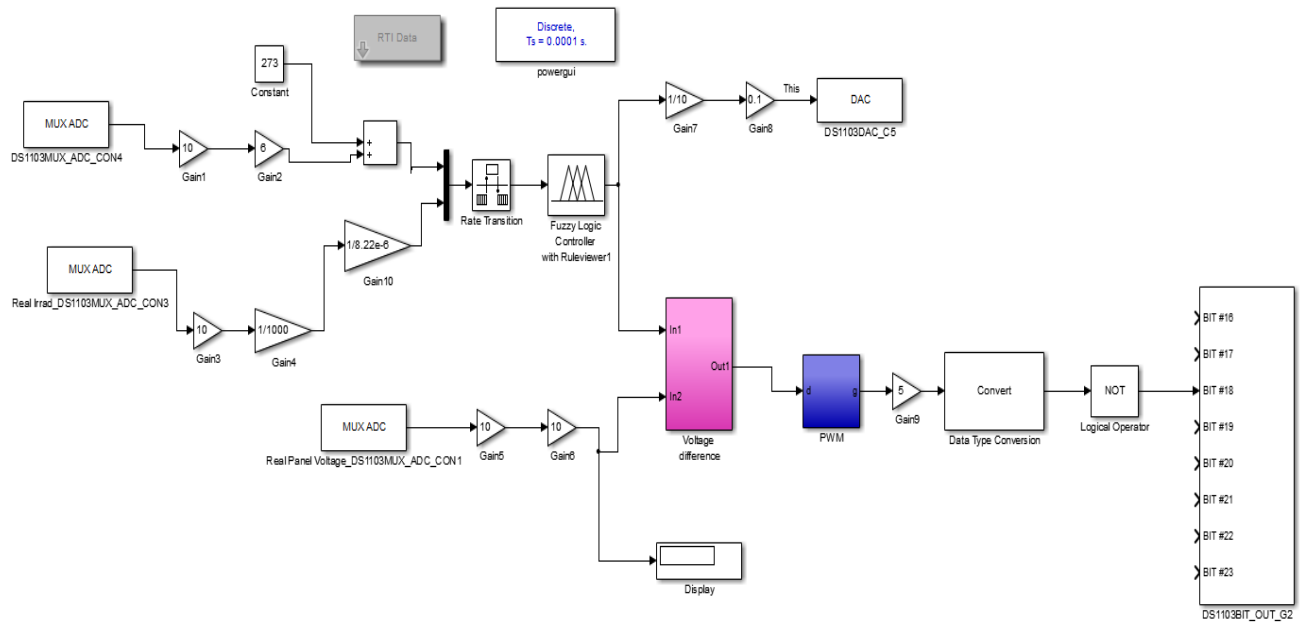 RTI Data
Discrete,
Ts = 0.0001 s.
powergui
273
Constant
MUX ADC
DS1103MUX_ADC_CON4
10
Gain1
6
Gain2
+
+
1/10
Gain7
0.1
Gain8
This
DAC
DS1103DAC_C5
Rate Transition
Fuzzy Logic
Controller
with Ruleviewer1
MUX ADC
Real Irrad_DS1103MUX_ADC_CON3
10
Gain3
1/1000
Gain4
1/8.22e-6
Gain10
In1
In2
Out1
Voltage
difference
d
g
PWM
5
Gain9
Convert
Data Type Conversion
NOT
Logical Operator
BIT #16
BIT #17
BIT #18
BIT #19
BIT #20
BIT #21
BIT #22
BIT #23
DS1103BIT_OUT_G2
MUX ADC
Real Panel Voltage_DS1103MUX_ADC_CON1
10
Gain5
10
Gain6
Display